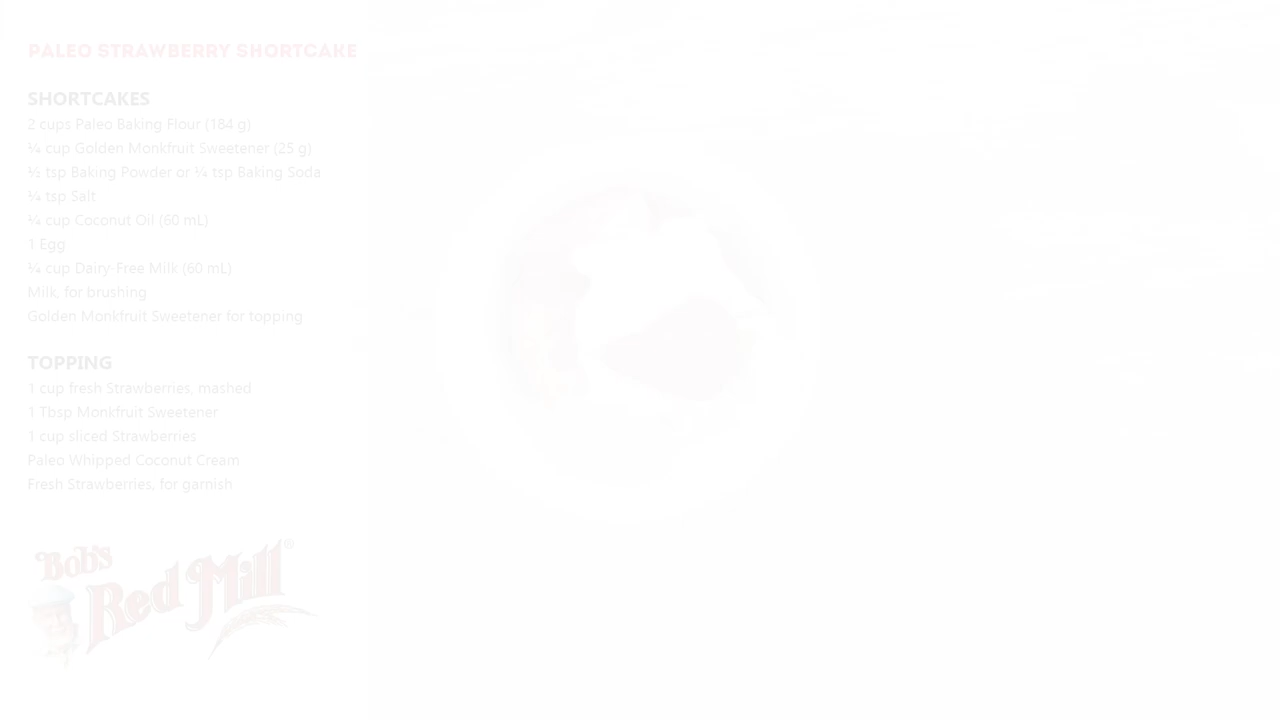 PALEO STRAWBERRY SHORTCAKE
SHORTCAKES
2 cups Paleo Baking Flour (184 g)
¼ cup Golden Monkfruit Sweetener (25 g)
½ tsp Baking Powder or ¼ tsp Baking Soda
¼ tsp Salt
¼ cup Coconut Oil (60 mL)
1 Egg
¼ cup Dairy-Free Milk (60 mL)
Milk, for brushing
Golden Monkfruit Sweetener for topping
TOPPING
1 cup fresh Strawberries, mashed
1 Tbsp Monkfruit Sweetener
1 cup sliced Strawberries
Paleo Whipped Coconut Cream
Fresh Strawberries, for garnish
Bob's
Red Mill®